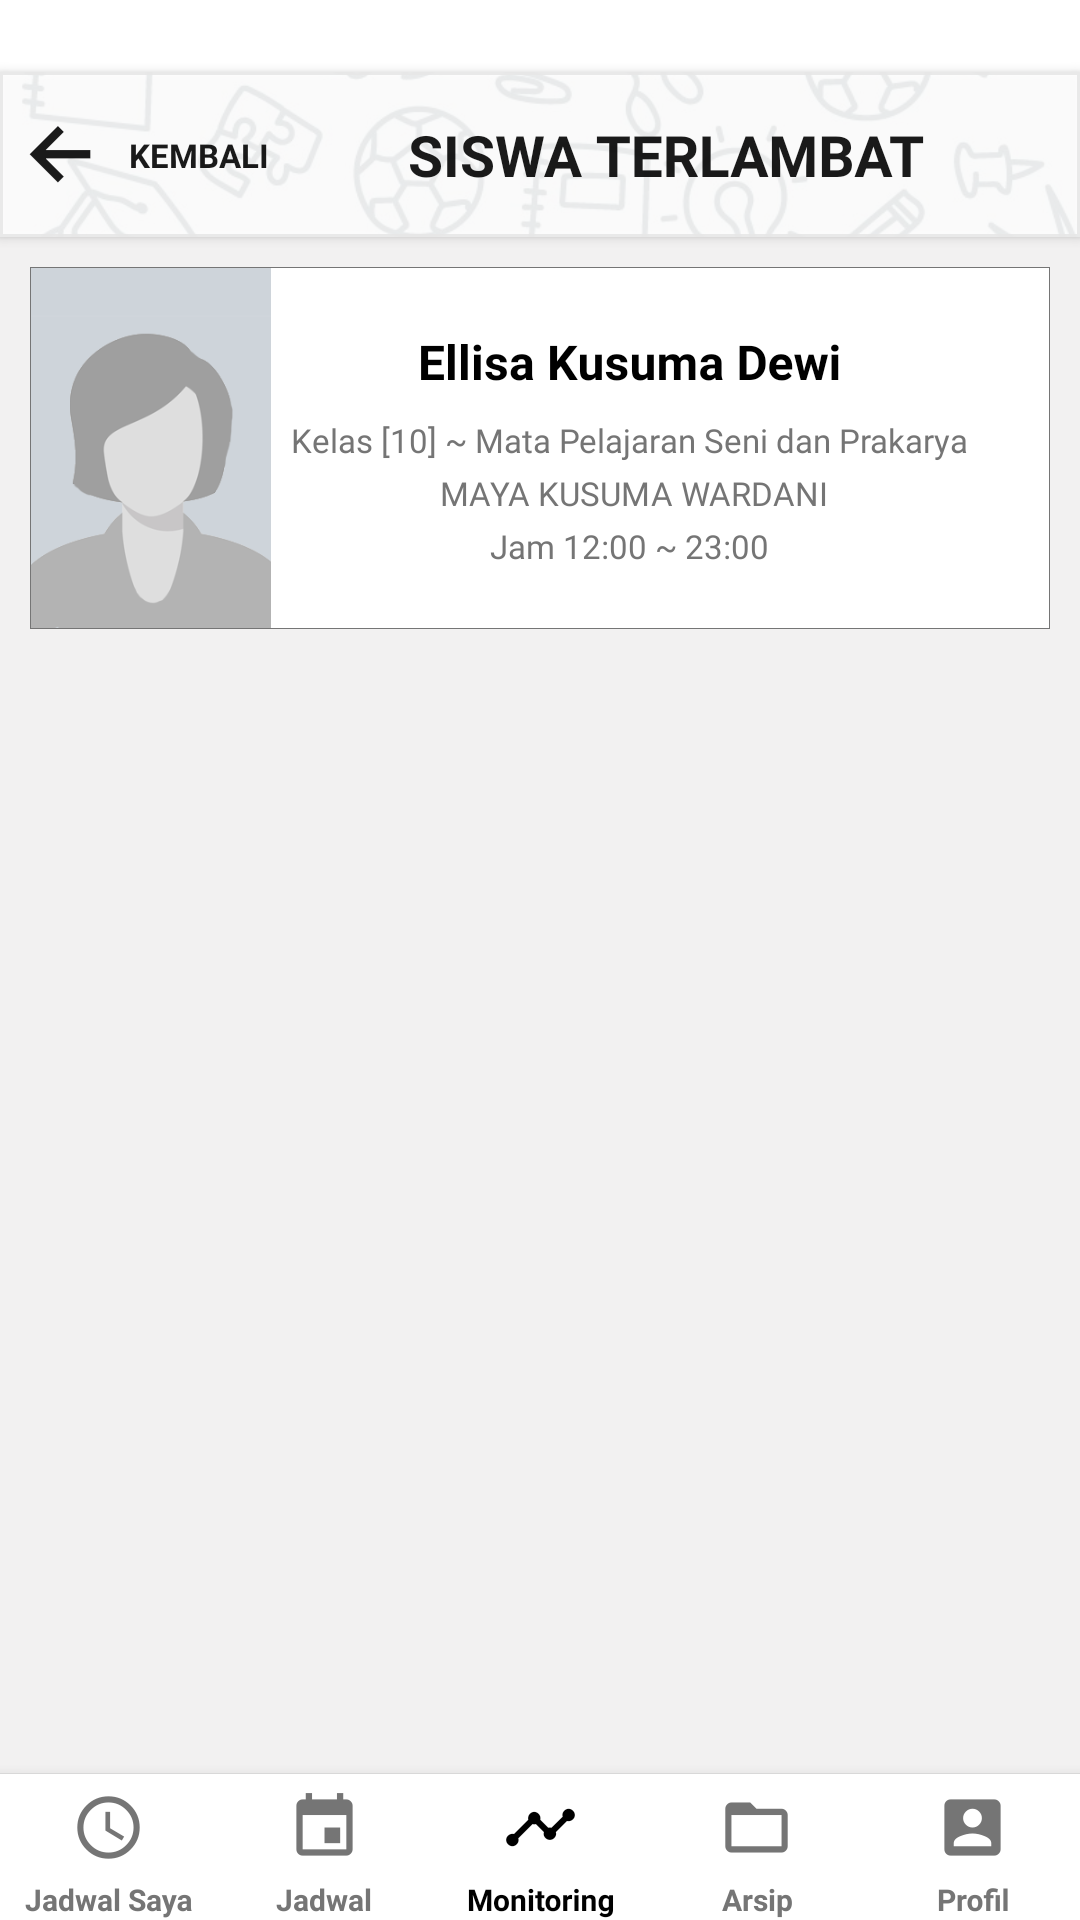 KEMBALI
SISWA TERLAMBAT
Ellisa Kusuma Dewi
Kelas [10] ~ Mata Pelajaran Seni dan Prakarya
MAYA KUSUMA WARDANI
Jam 12:00 ~ 23:00
Jadwal Saya
Jadwal
Monitoring
Arsip
Profil